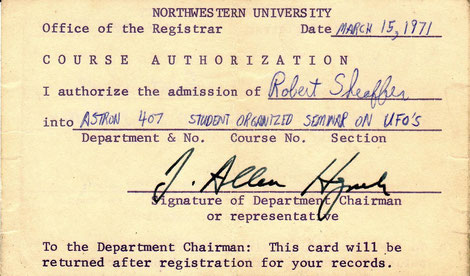 NORTHWESTERN UNIVERSITY
Office of the Registrar Date MARCH 15, 1971
COURSE AUTHORIZATION
I authorize the admission of Robert Sheaffer
into ASTRON 407 STUDENT ORGANIZED SEMINAR ON UFO'S
Department & No. Course No. Section
J. Allen Hynek
Signature of Department Chairman
or representative
To the Department Chairman: This card will be
returned after registration for your records.